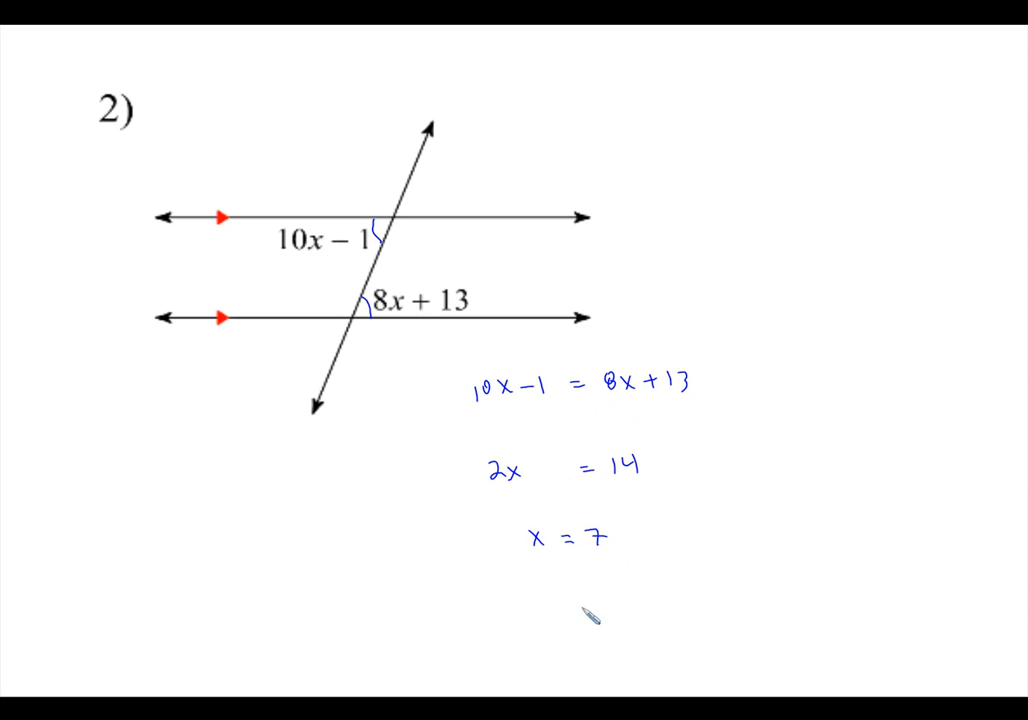 2)
10x – 1
8x + 13
10x – 1 = 8x + 13
2x = 14
x = 7